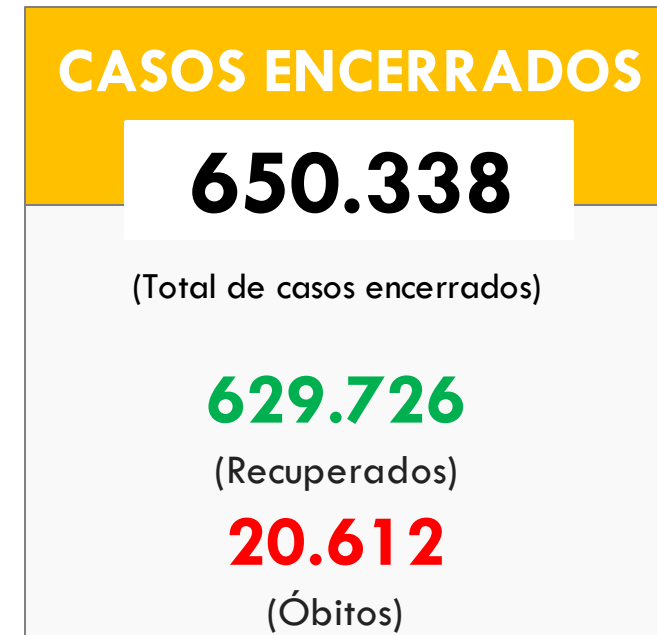 CASOS ENCERRADOS
650.338
(Total de casos encerrados)
629.726
(Recuperados)
20.612
(Óbitos)